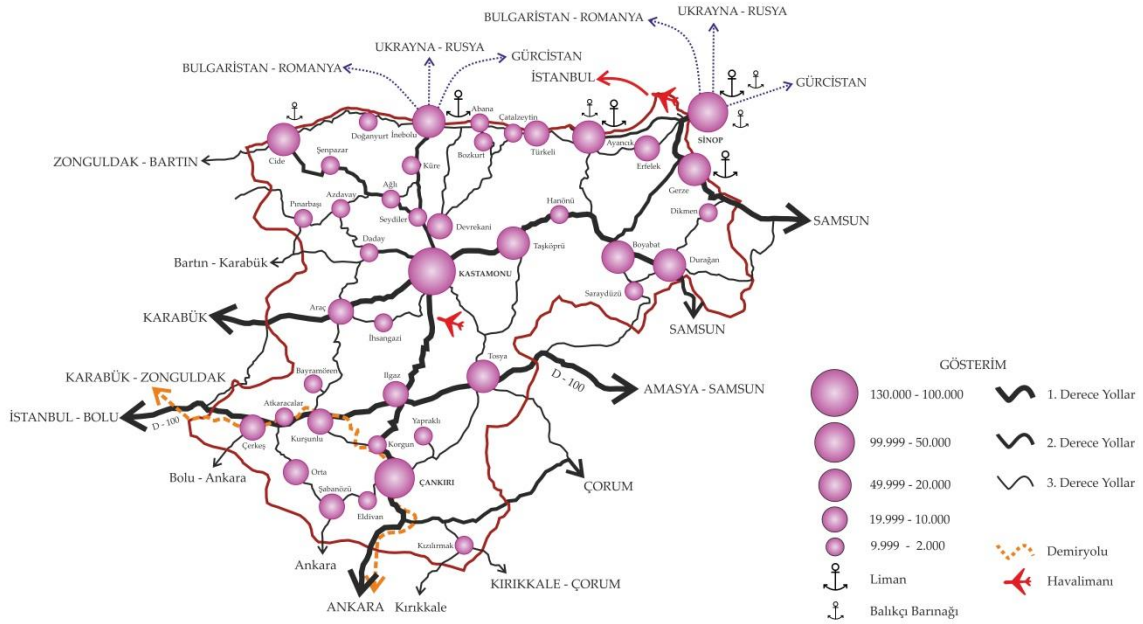 BULGARİSTAN - ROMANYA
UKRAYNA - RUSYA
UKRAYNA - RUSYA
GÜRCİSTAN
BULGARİSTAN - ROMANYA
İSTANBUL
GÜRCİSTAN
Abana
Çatalzeytin
Doğanyurt
İnebolu
Cide
Bozkurt
Türkeli
Ayancık
SİNOP
Erfelek
ZONGULDAK - BARTIN
Şenpazar
Küre
Gerze
Ağlı
Azdavay
Pınarbaşı
Seydiler
Devrekani
Hanönü
Dikmen
SAMSUN
Daday
Taşköprü
Boyabat
Durağan
Bartın - Karabük
KASTAMONU
Saraydüzü
KARABÜK
Araç
İhsangazi
SAMSUN
Tosya
KARABÜK - ZONGULDAK
Bayramören
Ilgaz
D - 100
AMASYA - SAMSUN
İSTANBUL - BOLU
D - 100
Atkaracalar
Çerkeş
Kurşunlu
Yapraklı
Korgun
Bolu - Ankara
Orta
ÇANKIRI
ÇORUM
Şabanözü
Eldivan
Kızılırmak
Ankara
KIRIKKALE - ÇORUM
ANKARA
Kırıkkale
GÖSTERİM
130.000 - 100.000
1. Derece Yollar
99.999 - 50.000
2. Derece Yollar
49.999 - 20.000
3. Derece Yollar
19.999 - 10.000
9.999 - 2.000
Demiryolu
Liman
Havalimanı
Balıkçı Barınağı